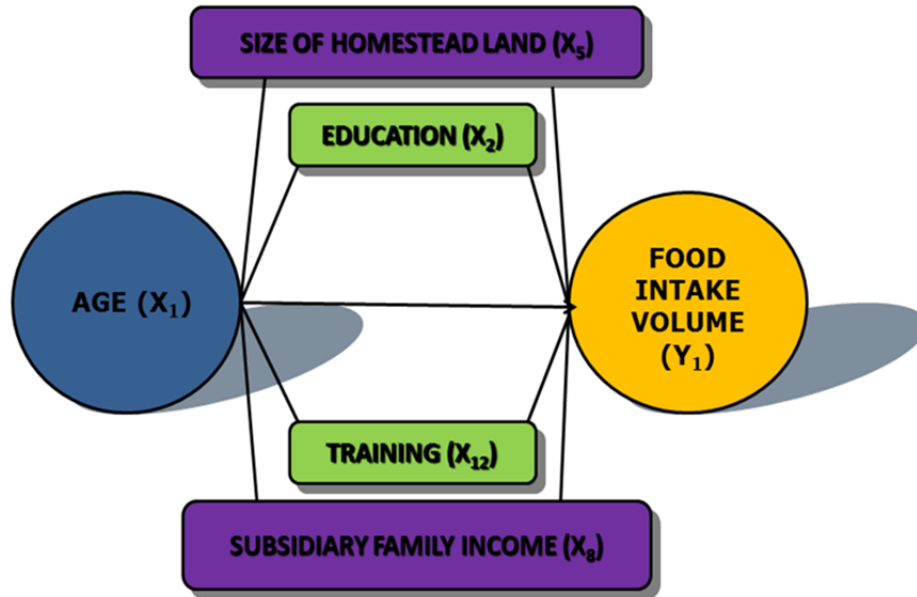 SIZE OF HOMESTEAD LAND (X₅)
EDUCATION (X₂)
AGE (X₁)
FOOD
INTAKE
VOLUME
(Y₁)
TRAINING (X₁₂)
SUBSIDIARY FAMILY INCOME (X₈)